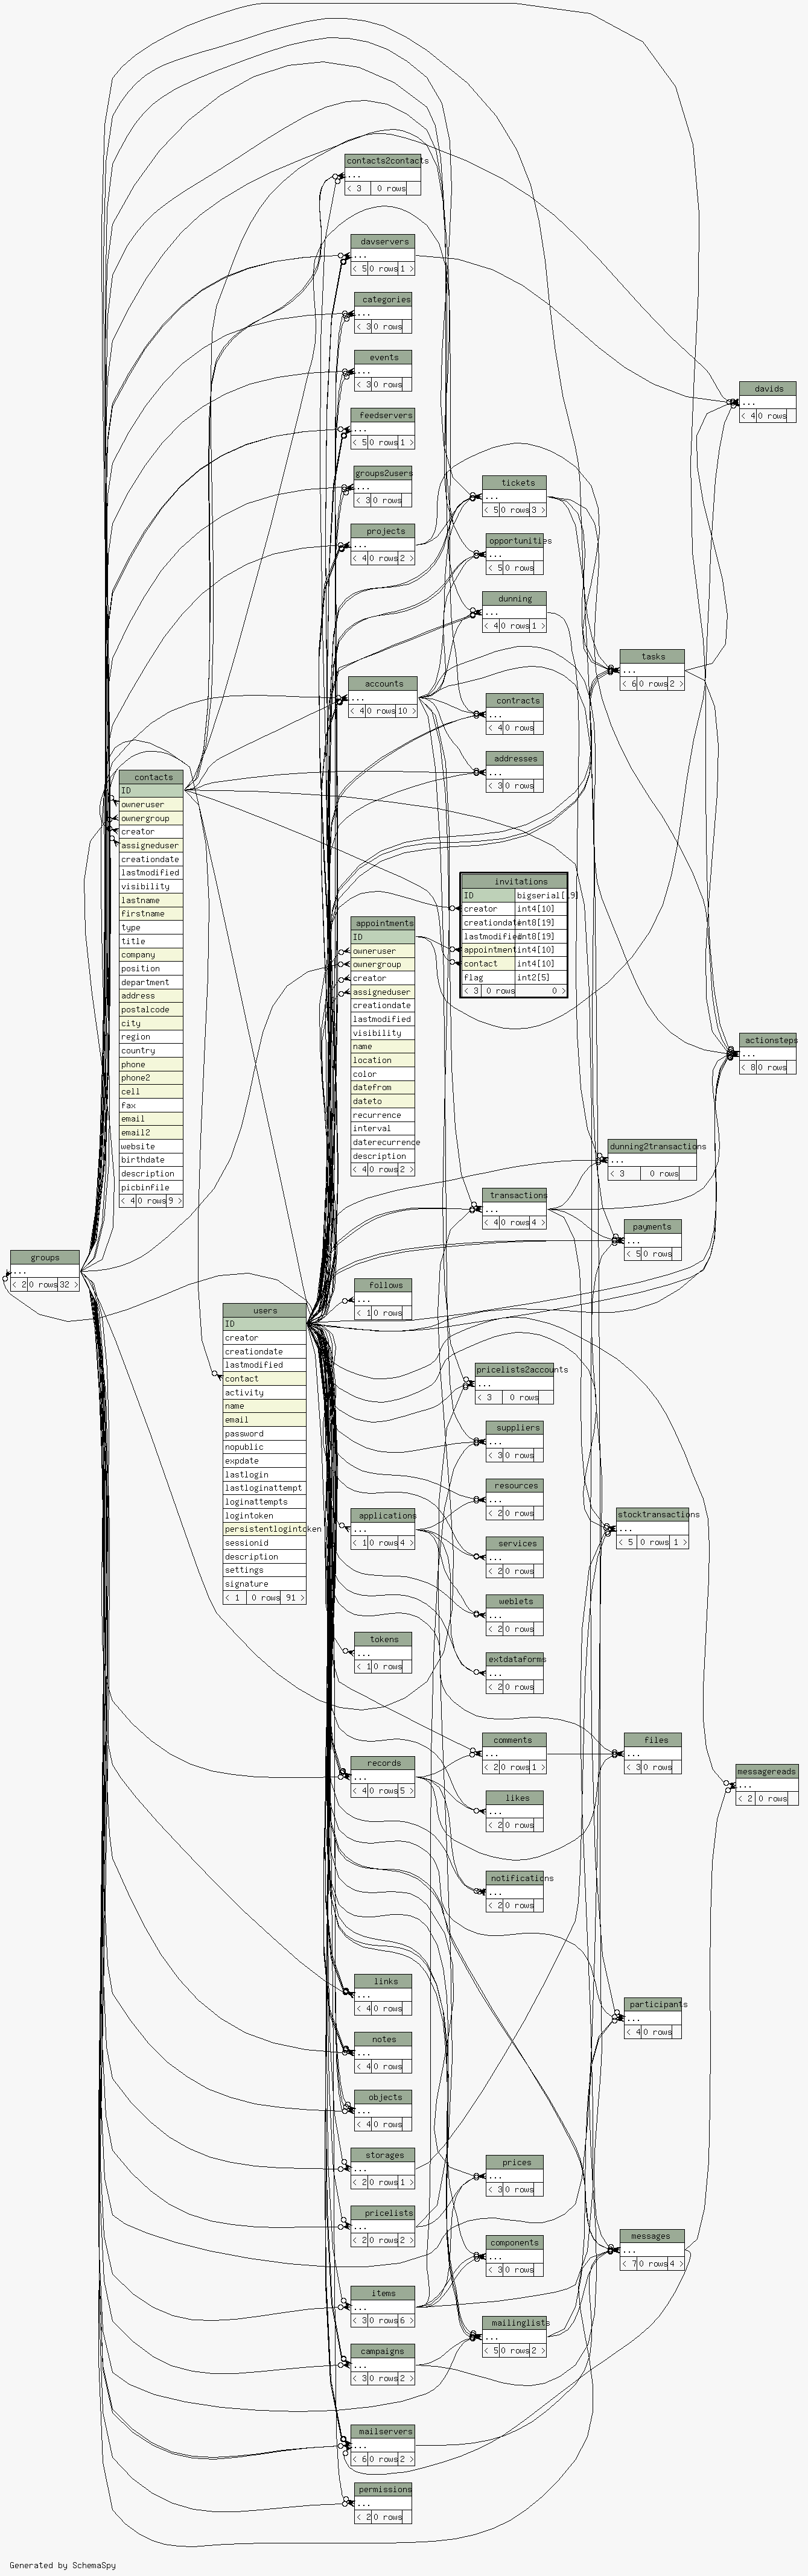 contacts2contacts
...
< 3 0 rows
davservers
...
< 5 0 rows 1 >
categories
...
< 3 0 rows
events
...
< 3 0 rows
feedservers
...
< 5 0 rows 1 >
groups2users
...
< 3 0 rows
projects
...
< 4 0 rows 2 >
accounts
...
< 4 0 rows 10 >
davids
...
< 4 0 rows
tickets
...
< 5 0 rows 3 >
opportunities
...
< 5 0 rows
dunning
...
< 4 0 rows 1 >
tasks
...
< 6 0 rows 2 >
contracts
...
< 4 0 rows
addresses
...
< 3 0 rows
contacts
ID
owneruser
ownergroup
creator
assigneduser
creationdate
lastmodified
visibility
lastname
firstname
type
title
company
position
department
address
postalcode
city
region
country
phone
phone2
cell
fax
email
email2
website
birthdate
description
picbinfile
< 4 0 rows 9 >
invitations
ID bigserial[19]
creator int4[10]
creationdate int8[19]
lastmodified int8[19]
appointment int4[10]
contact int4[10]
flag int2[5]
< 3 0 rows 0 >
appointments
ID
owneruser
ownergroup
creator
assigneduser
creationdate
lastmodified
visibility
name
location
color
datefrom
dateto
recurrence
interval
daterecurrence
description
< 4 0 rows 2 >
actionsteps
...
< 8 0 rows
dunning2transactions
...
< 3 0 rows
transactions
...
< 4 0 rows 4 >
payments
...
< 5 0 rows
groups
...
< 2 0 rows 32 >
follows
...
< 1 0 rows
users
ID
creator
creationdate
lastmodified
contact
activity
name
email
password
nopublic
expdate
lastlogin
lastloginattempt
loginattempts
logintoken
persistentlogintoken
sessionid
description
settings
signature
< 1 0 rows 91 >
pricelists2accounts
...
< 3 0 rows
suppliers
...
< 3 0 rows
resources
...
< 2 0 rows
applications
...
< 1 0 rows 4 >
stocktransactions
...
< 5 0 rows 1 >
services
...
< 2 0 rows
weblets
...
< 2 0 rows
tokens
...
< 1 0 rows
extdataforms
...
< 2 0 rows
comments
...
< 2 0 rows 1 >
files
...
< 3 0 rows
records
...
< 4 0 rows 5 >
messagereads
...
< 2 0 rows
likes
...
< 2 0 rows
notifications
...
< 2 0 rows
links
...
< 4 0 rows
participants
...
< 4 0 rows
notes
...
< 4 0 rows
objects
...
< 4 0 rows
storages
...
< 2 0 rows 1 >
prices
...
< 3 0 rows
pricelists
...
< 2 0 rows 2 >
messages
...
< 7 0 rows 4 >
components
...
< 3 0 rows
items
...
< 3 0 rows 6 >
mailinglists
...
< 5 0 rows 2 >
campaigns
...
< 3 0 rows 2 >
mailservers
...
< 6 0 rows 2 >
permissions
...
< 2 0 rows
Generated by SchemaSpy